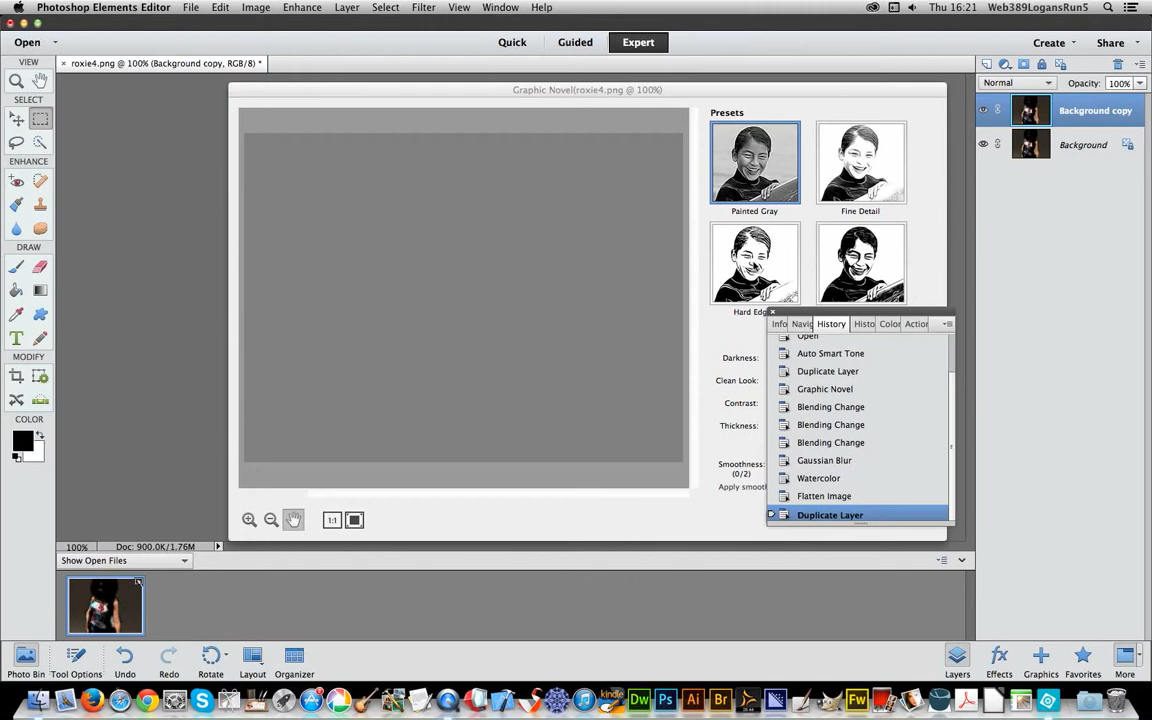 Photoshop Elements Editor File Edit Image Enhance Layer Select Filter View Window Help Thu 16:21 Web389LogansRun5
Open Quick Guided Expert Create Share
VIEW
roxie4.png @ 100% (Background copy, RGB/8) *
Normal Opacity: 100%
Graphic Novel(roxie4.png @ 100%)
SELECT
Presets
Background copy
Background
ENHANCE
Painted Gray Fine Detail
DRAW
Hard Edg
Info Navig History Histo Color Action
Open
MODIFY
Darkness: Auto Smart Tone
Duplicate Layer
Clean Look: Graphic Novel
Contrast: Blending Change
COLOR
Thickness: Blending Change
Blending Change
Smoothness: Gaussian Blur
(0/2) Watercolor
Apply smoot
Flatten Image
Duplicate Layer
1:1
100% Doc: 900.0K/1.76M
Show Open Files
Photo Bin Tool Options Undo Redo Rotate Layout Organizer Layers Effects Graphics Favorites More
kindle Dw Ps Ai Br Fw